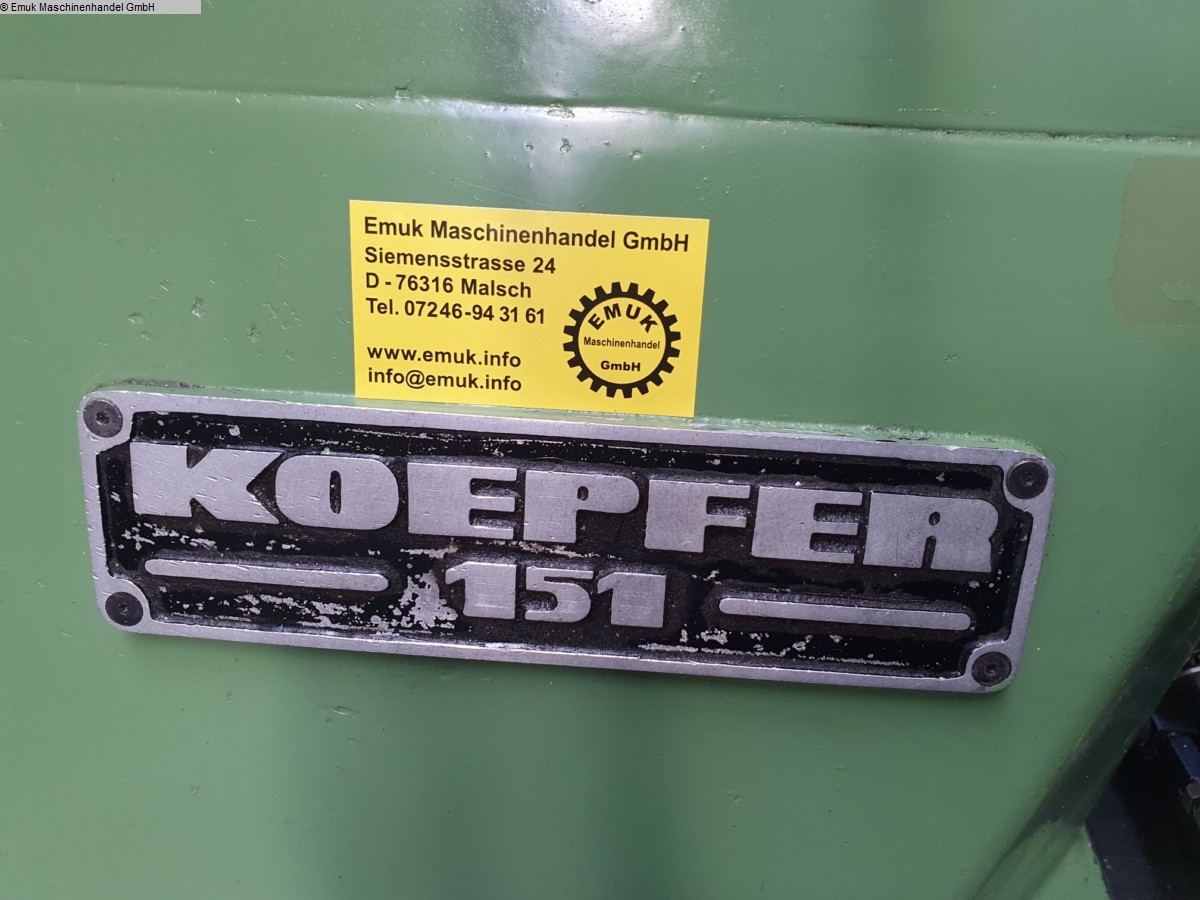 © Emuk Maschinenhandel GmbH
Emuk Maschinenhandel GmbH
Siemensstrasse 24
D - 76316 Malsch
Tel. 07246-94 31 61
www.emuk.info
info@emuk.info
EMUK
Maschinenhandel
GmbH
KOEPFER
151